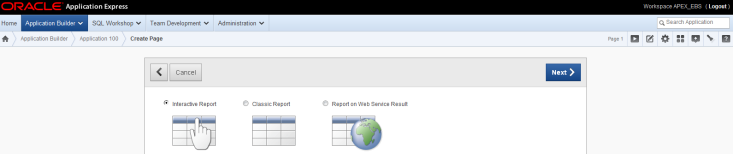 ORACLE Application Express
Workspace APEX_EBS ( Logout )
Home Application Builder SQL Workshop Team Development Administration Search Application
Application Builder Application 100 Create Page Page 1
Cancel Next
Interactive Report Classic Report Report on Web Service Result